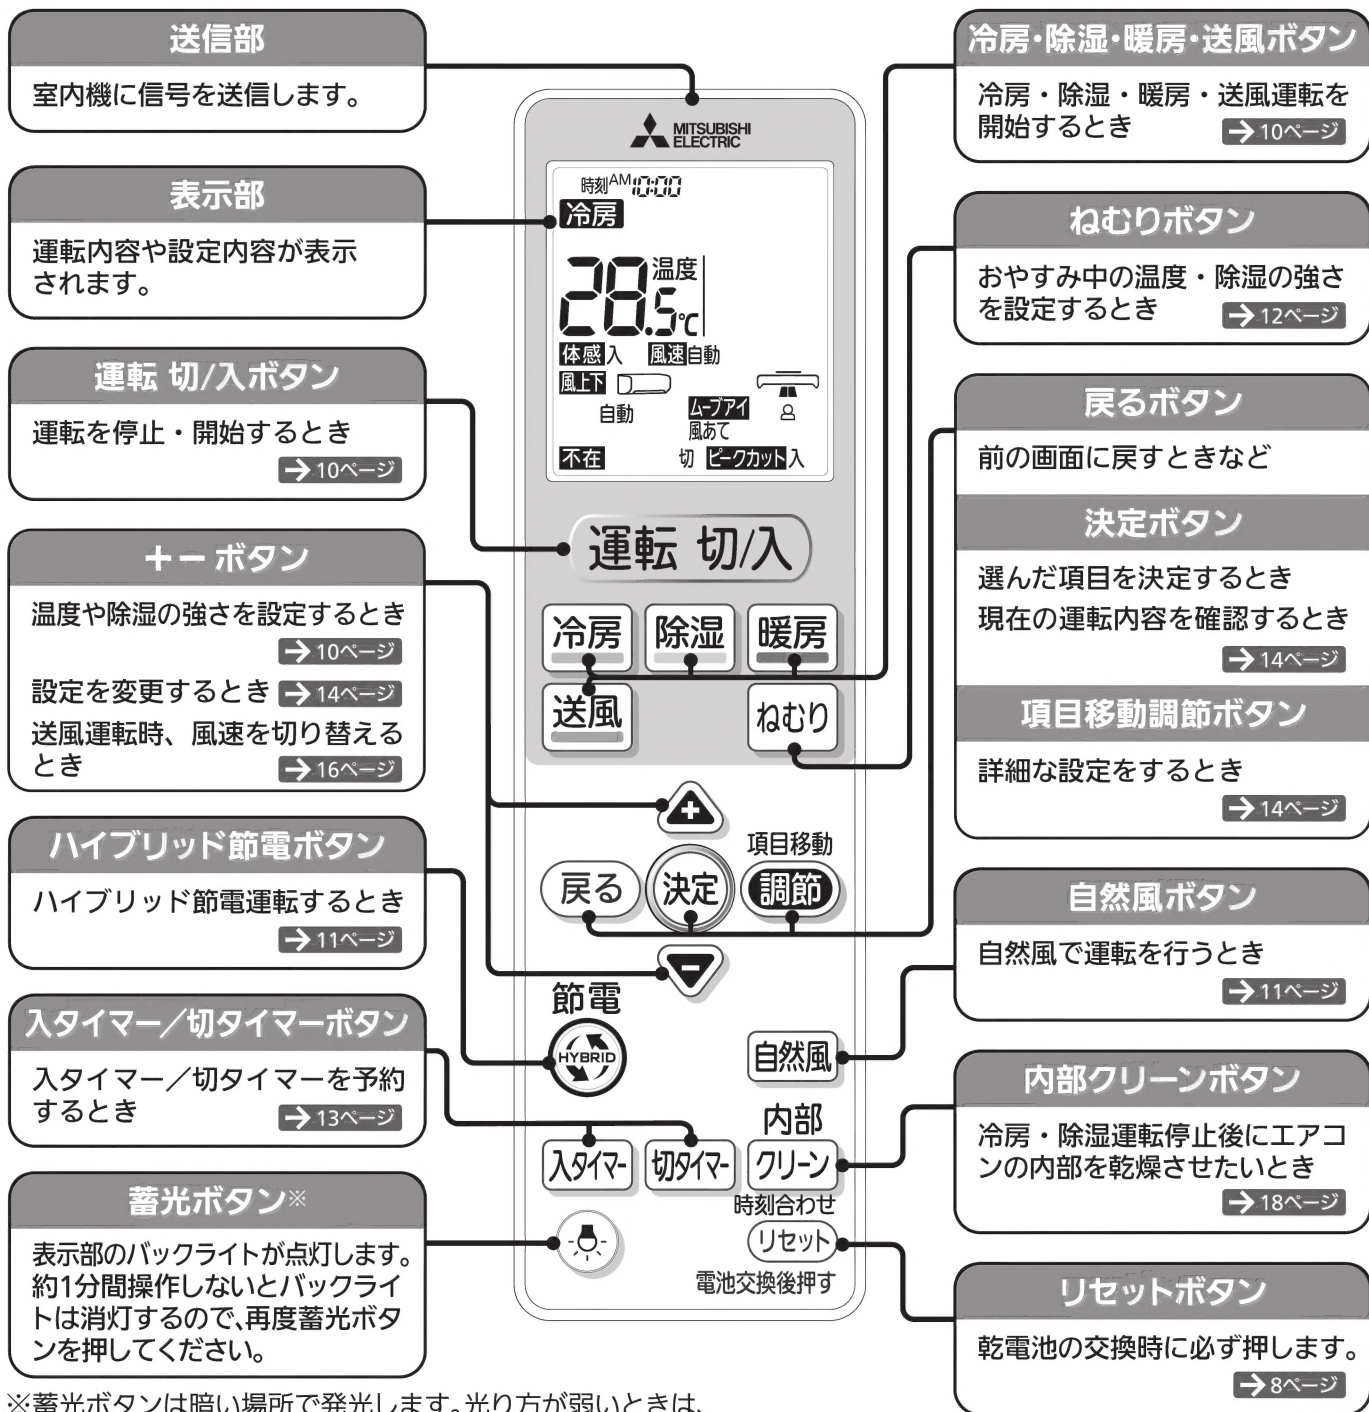 送信部
室内機に信号を送信します。
表示部
運転内容や設定内容が表示
されます。
運転 切/入ボタン
運転を停止・開始するとき
→10ページ
＋－ ボタン
温度や除湿の強さを設定するとき
→10ページ
設定を変更するとき →14ページ
送風運転時、風速を切り替える
とき →16ページ
ハイブリッド節電ボタン
ハイブリッド節電運転するとき
→11ページ
入タイマー／切タイマーボタン
入タイマー／切タイマーを予約
するとき →13ページ
蓄光ボタン※
表示部のバックライトが点灯します。
約1分間操作しないとバックライ
トは消灯するので、再度蓄光ボタ
ンを押してください。
※蓄光ボタンは暗い場所で発光します。光り方が弱いときは、
MITSUBISHI
ELECTRIC
時刻AM10:00
冷房
28.5℃ 温度
体感 入 風速 自動
風上下
自動 ムーブアイ
風あて
不在 切 ピークカット 入
運転 切/入
冷房 除湿 暖房
送風 ねむり
+
項目移動
戻る 決定 調節
-
節電
HYBRID
自然風
内部
入タイマー 切タイマー クリーン
時刻合わせ
リセット
電池交換後押す
冷房・除湿・暖房・送風ボタン
冷房・除湿・暖房・送風運転を
開始するとき →10ページ
ねむりボタン
おやすみ中の温度・除湿の強さ
を設定するとき →12ページ
戻るボタン
前の画面に戻すときなど
決定ボタン
選んだ項目を決定するとき
現在の運転内容を確認するとき
→14ページ
項目移動調節ボタン
詳細な設定をするとき
→14ページ
自然風ボタン
自然風で運転を行うとき
→11ページ
内部クリーンボタン
冷房・除湿運転停止後にエアコ
ンの内部を乾燥させたいとき
→18ページ
リセットボタン
乾電池の交換時に必ず押します。
→8ページ